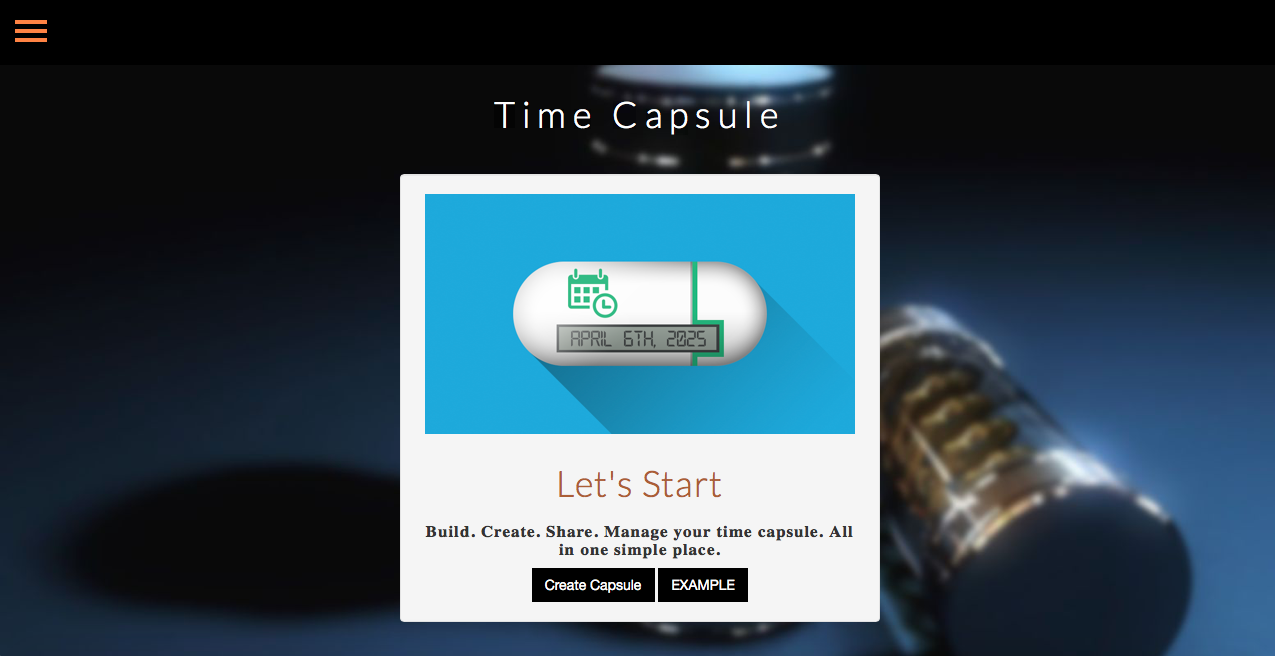 Time Capsule
APRIL 6TH, 2025
Let's Start
Build. Create. Share. Manage your time capsule. All
in one simple place.
Create Capsule EXAMPLE